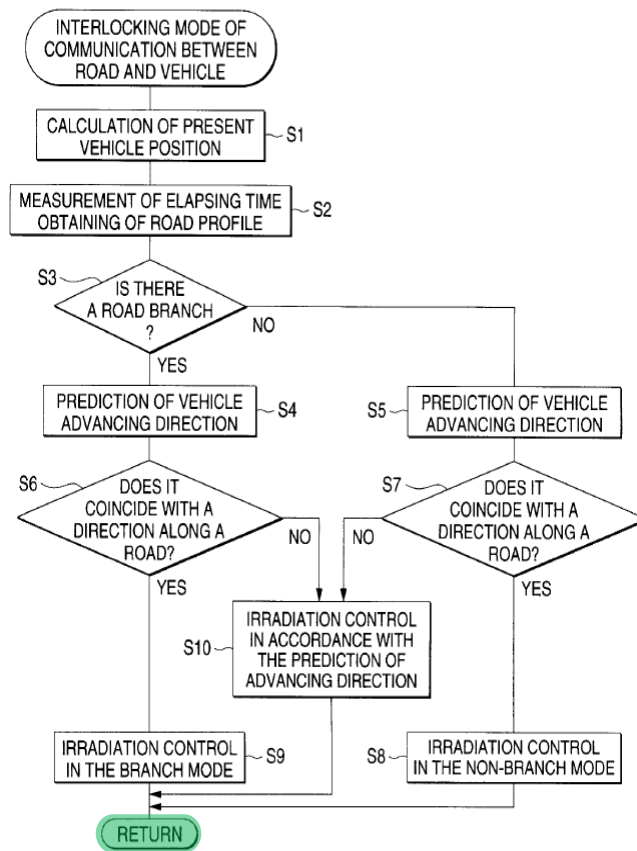 INTERLOCKING MODE OF
COMMUNICATION BETWEEN
ROAD AND VEHICLE
CALCULATION OF PRESENT
VEHICLE POSITION
S1
MEASUREMENT OF ELAPSING TIME
OBTAINING OF ROAD PROFILE
S2
S3
IS THERE
A ROAD BRANCH
?
NO
YES
PREDICTION OF VEHICLE
ADVANCING DIRECTION
S4
S5
PREDICTION OF VEHICLE
ADVANCING DIRECTION
S6
DOES IT
COINCIDE WITH A
DIRECTION ALONG A
ROAD?
NO
YES
S7
DOES IT
COINCIDE WITH A
DIRECTION ALONG A
ROAD?
NO
YES
S10
IRRADIATION CONTROL
IN ACCORDANCE WITH
THE PREDICTION OF
ADVANCING DIRECTION
IRRADIATION CONTROL
IN THE BRANCH MODE
S9
S8
IRRADIATION CONTROL
IN THE NON-BRANCH MODE
RETURN